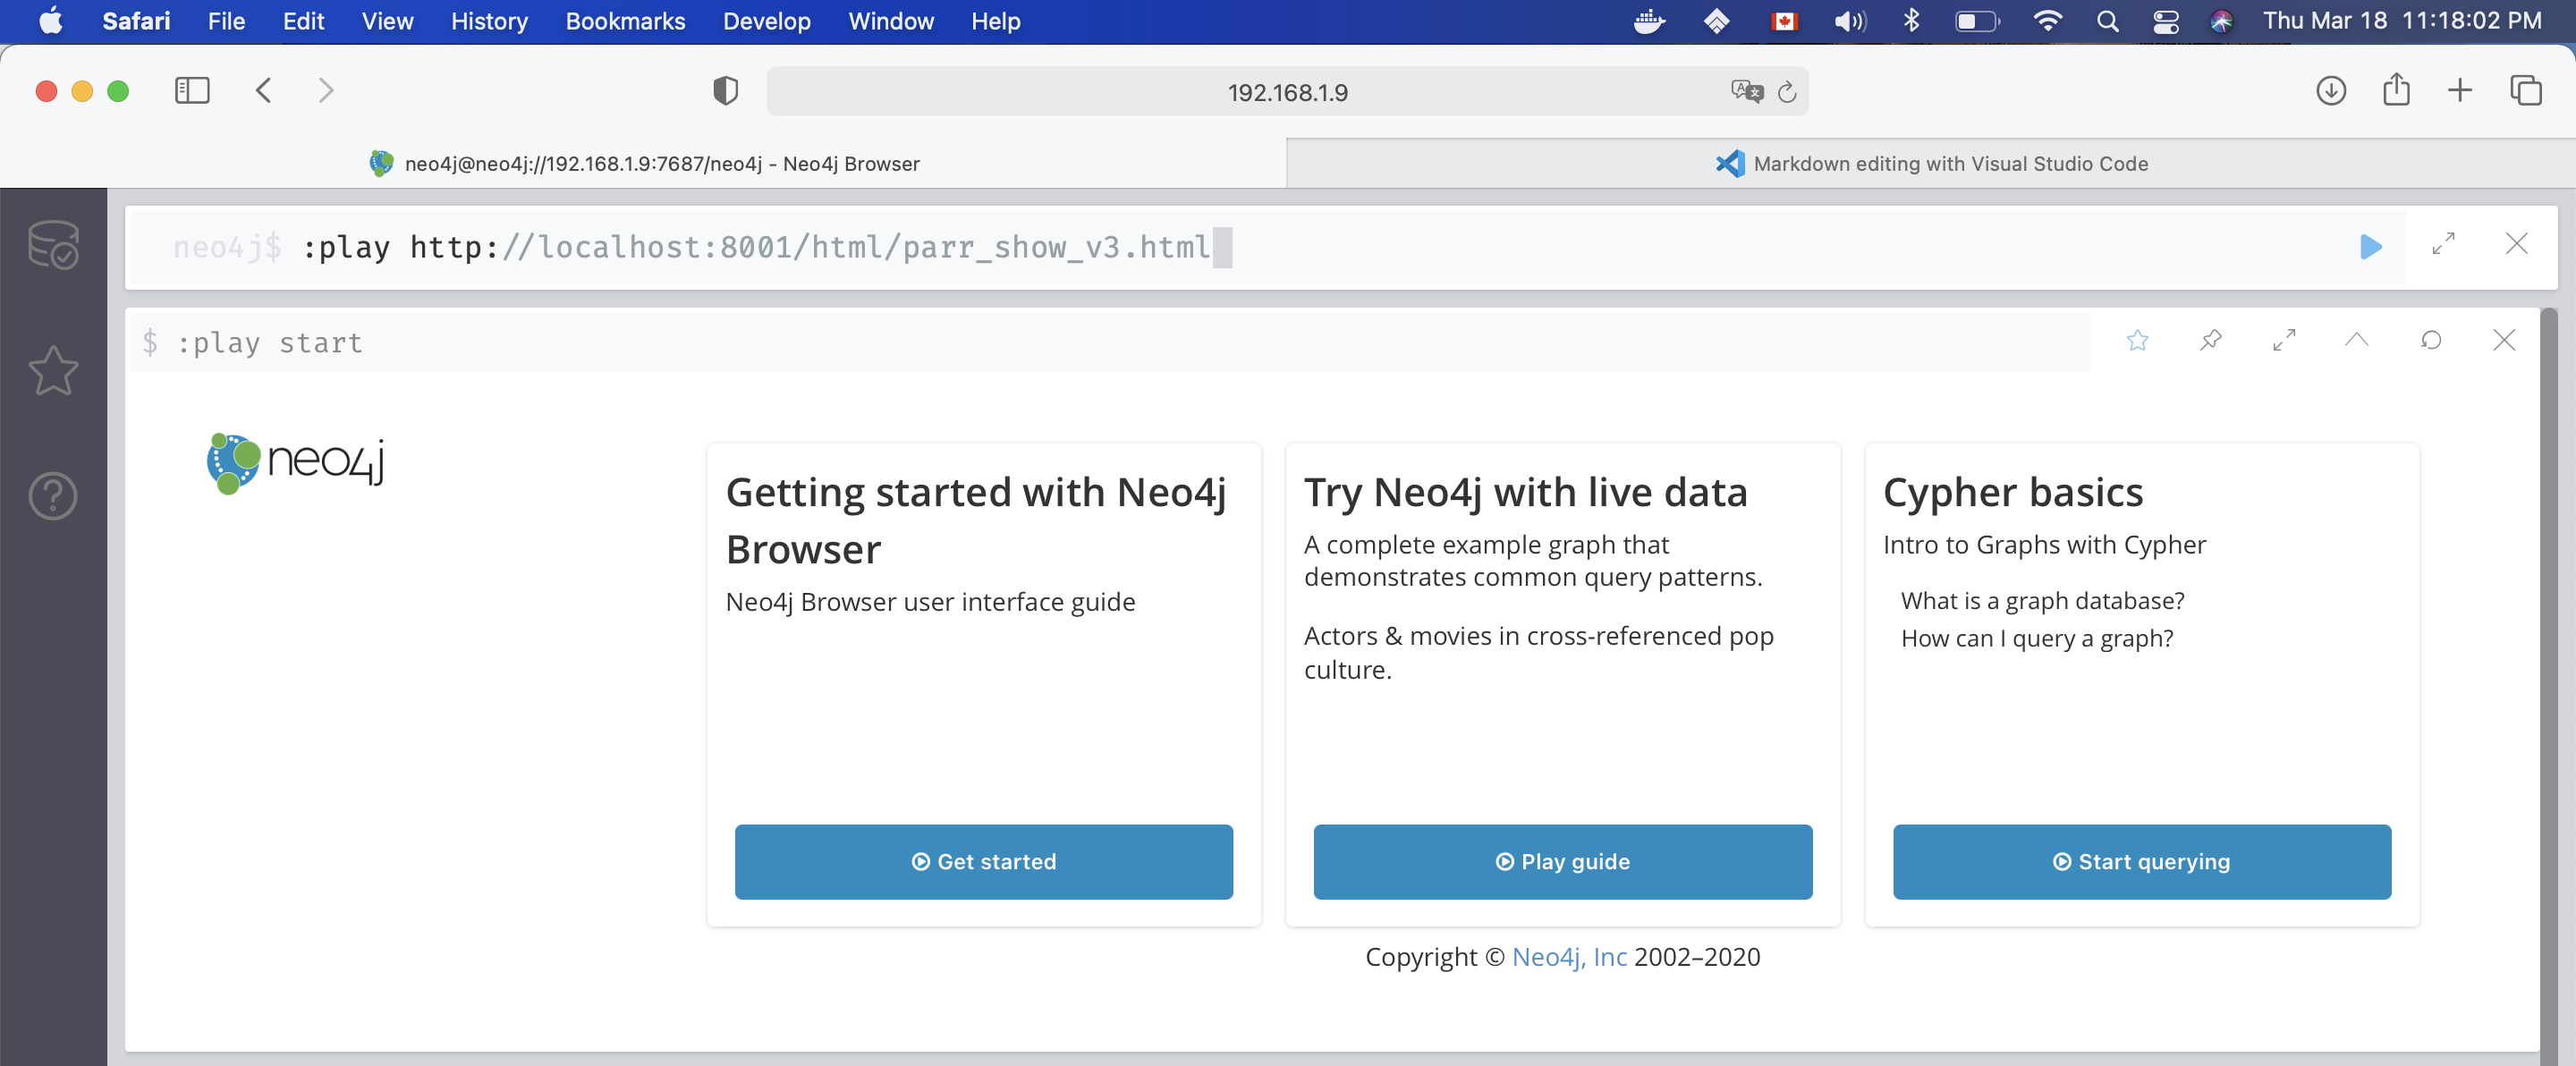 Safari File Edit View History Bookmarks Develop Window Help Thu Mar 18 11:18:02 PM
192.168.1.9
neo4j@neo4j://192.168.1.9:7687/neo4j - Neo4j Browser
Markdown editing with Visual Studio Code
neo4j$ :play http://localhost:8001/html/parr_show_v3.html
$ :play start
neo4j
Getting started with Neo4j
Browser
Neo4j Browser user interface guide
Get started
Try Neo4j with live data
A complete example graph that
demonstrates common query patterns.
Actors & movies in cross-referenced pop
culture.
Play guide
Cypher basics
Intro to Graphs with Cypher
What is a graph database?
How can I query a graph?
Start querying
Copyright © Neo4j, Inc 2002–2020